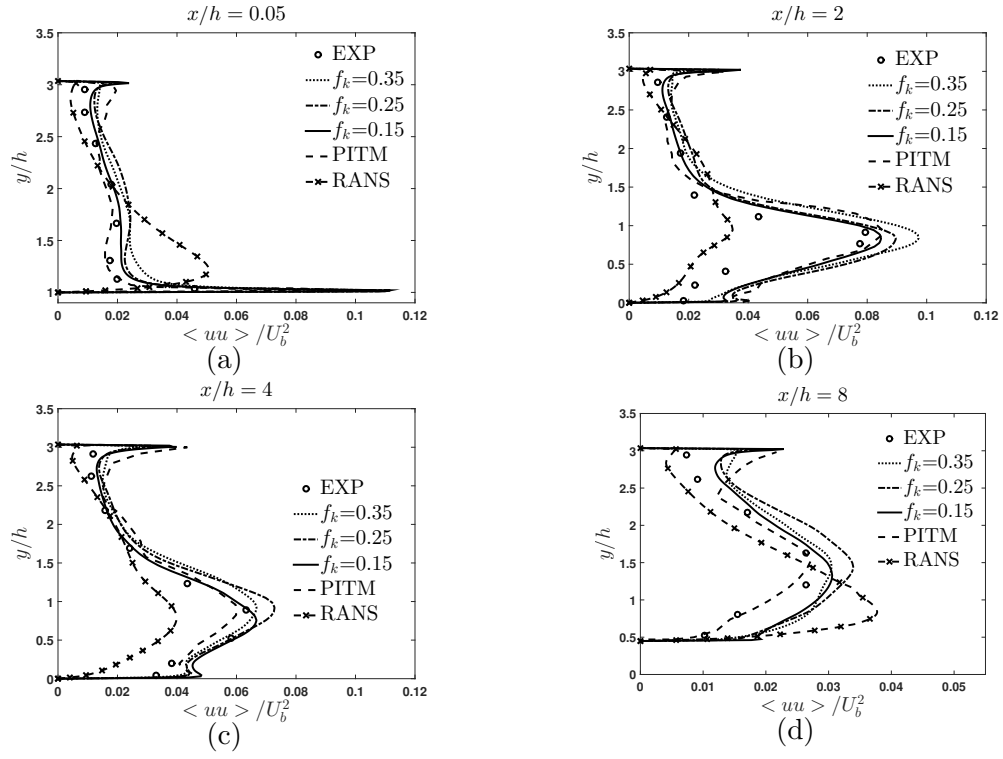 x/h = 0.05
3.5
3
2.5
2
1.5
1
y/h
0 0.02 0.04 0.06 0.08 0.1 0.12
< uu > /U_b^2
EXP
f_k=0.35
f_k=0.25
f_k=0.15
PITM
RANS
(a)
x/h = 2
3.5
3
2.5
2
1.5
1
0.5
0
y/h
0 0.02 0.04 0.06 0.08 0.1 0.12
< uu > /U_b^2
EXP
f_k=0.35
f_k=0.25
f_k=0.15
PITM
RANS
(b)
x/h = 4
3.5
3
2.5
2
1.5
1
0.5
0
y/h
0 0.02 0.04 0.06 0.08 0.1 0.12
< uu > /U_b^2
EXP
f_k=0.35
f_k=0.25
f_k=0.15
PITM
RANS
(c)
x/h = 8
3.5
3
2.5
2
1.5
1
0.5
0
y/h
0 0.01 0.02 0.03 0.04 0.05
< uu > /U_b^2
EXP
f_k=0.35
f_k=0.25
f_k=0.15
PITM
RANS
(d)